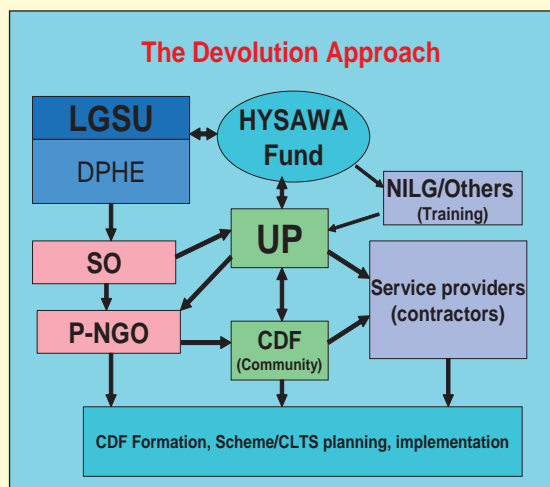 The Devolution Approach
LGSU
DPHE
HYSAWA
Fund
NILG/Others
(Training)
UP
SO
Service providers
(contractors)
P-NGO
CDF
(Community)
CDF Formation, Scheme/CLTS planning, implementation